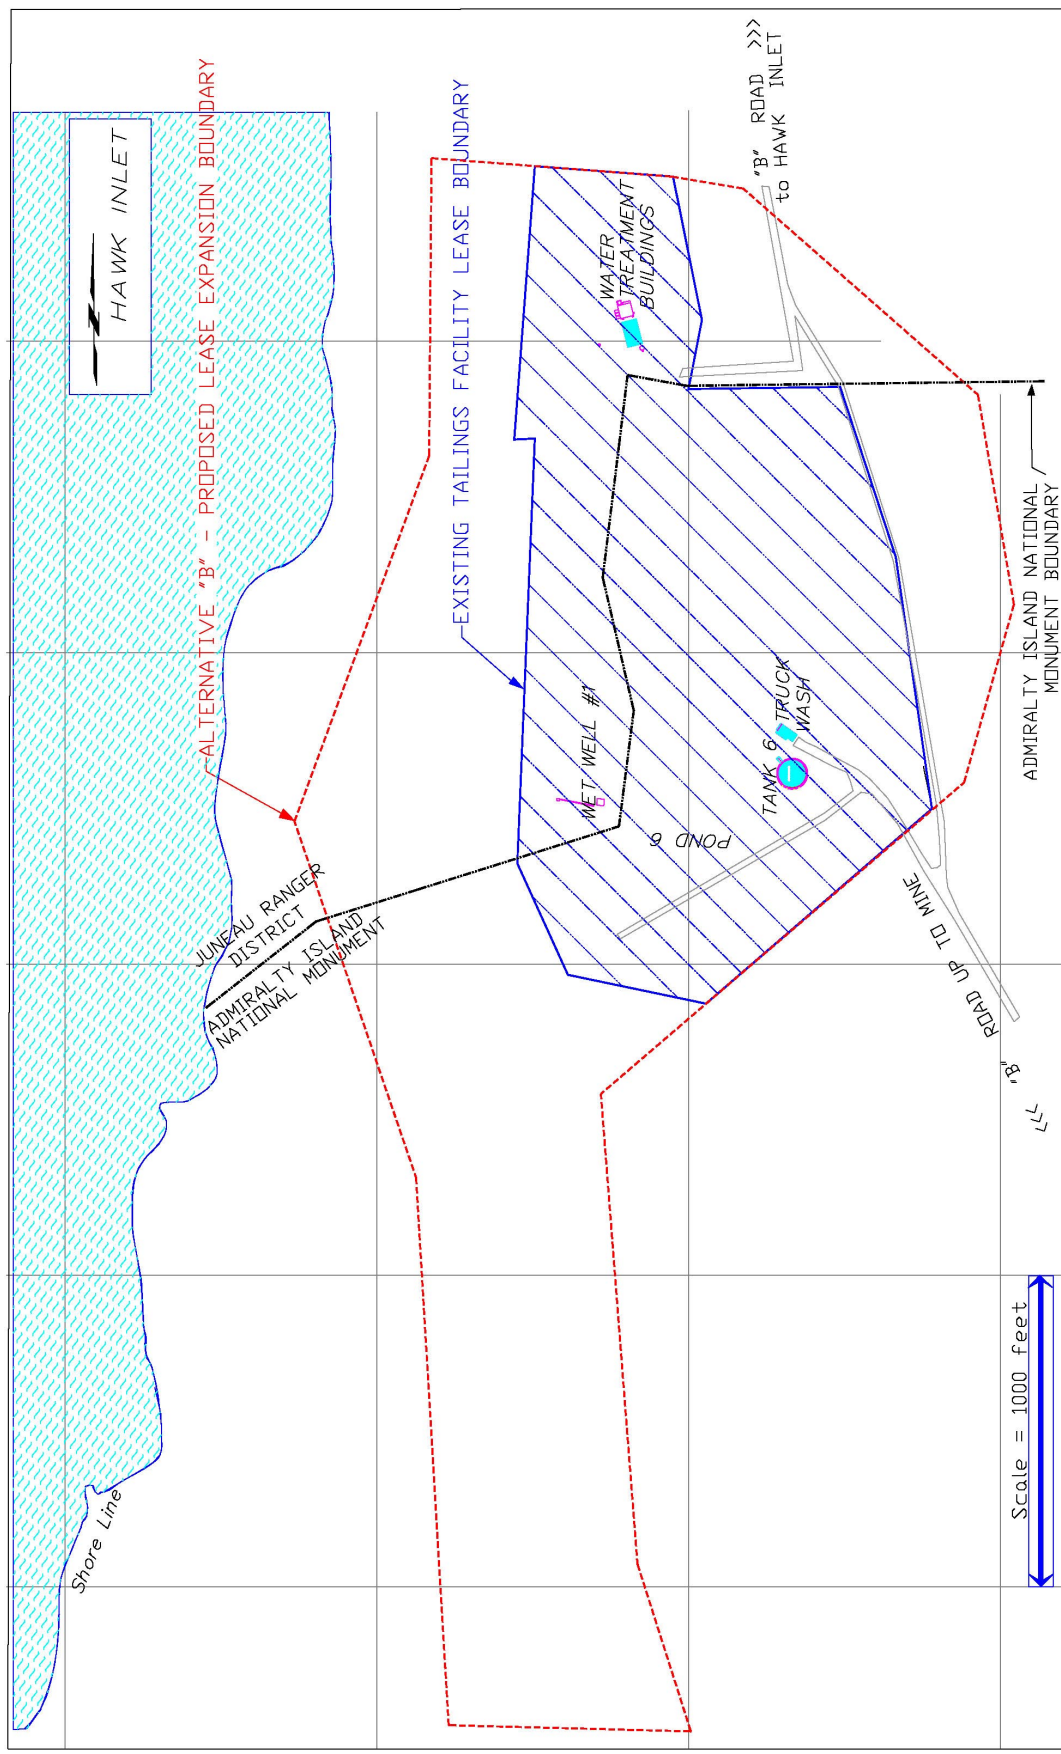 HAWK INLET
ALTERNATIVE "B" - PROPOSED LEASE EXPANSION BOUNDARY
EXISTING TAILINGS FACILITY LEASE BOUNDARY
"B" ROAD >>>
to HAWK INLET
WATER
TREATMENT
BUILDINGS
WET WELL #1
TRUCK
WASH
TANK 6
POND 6
JUNEAU RANGER
DISTRICT
ADMIRALTY ISLAND
NATIONAL MONUMENT
ADMIRALTY ISLAND NATIONAL
MONUMENT BOUNDARY
<<< "B" ROAD UP TO MINE
Shore Line
Scale = 1000 feet